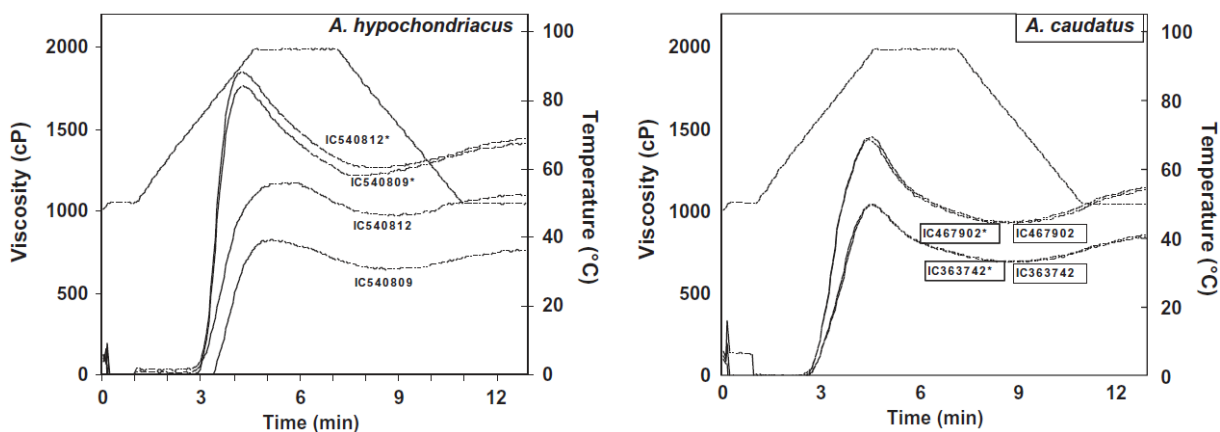 A. hypochondriacus
2000
1500
1000
500
0
Viscosity (cP)
100
80
60
40
20
0
Temperature (°C)
IC540812*
IC540809*
IC540812
IC540809
0
3
6
9
12
Time (min)
A. caudatus
2000
1500
1000
500
0
Viscosity (cP)
100
80
60
40
20
0
Temperature (°C)
IC467902*
IC467902
IC363742*
IC363742
0
3
6
9
12
Time (min)